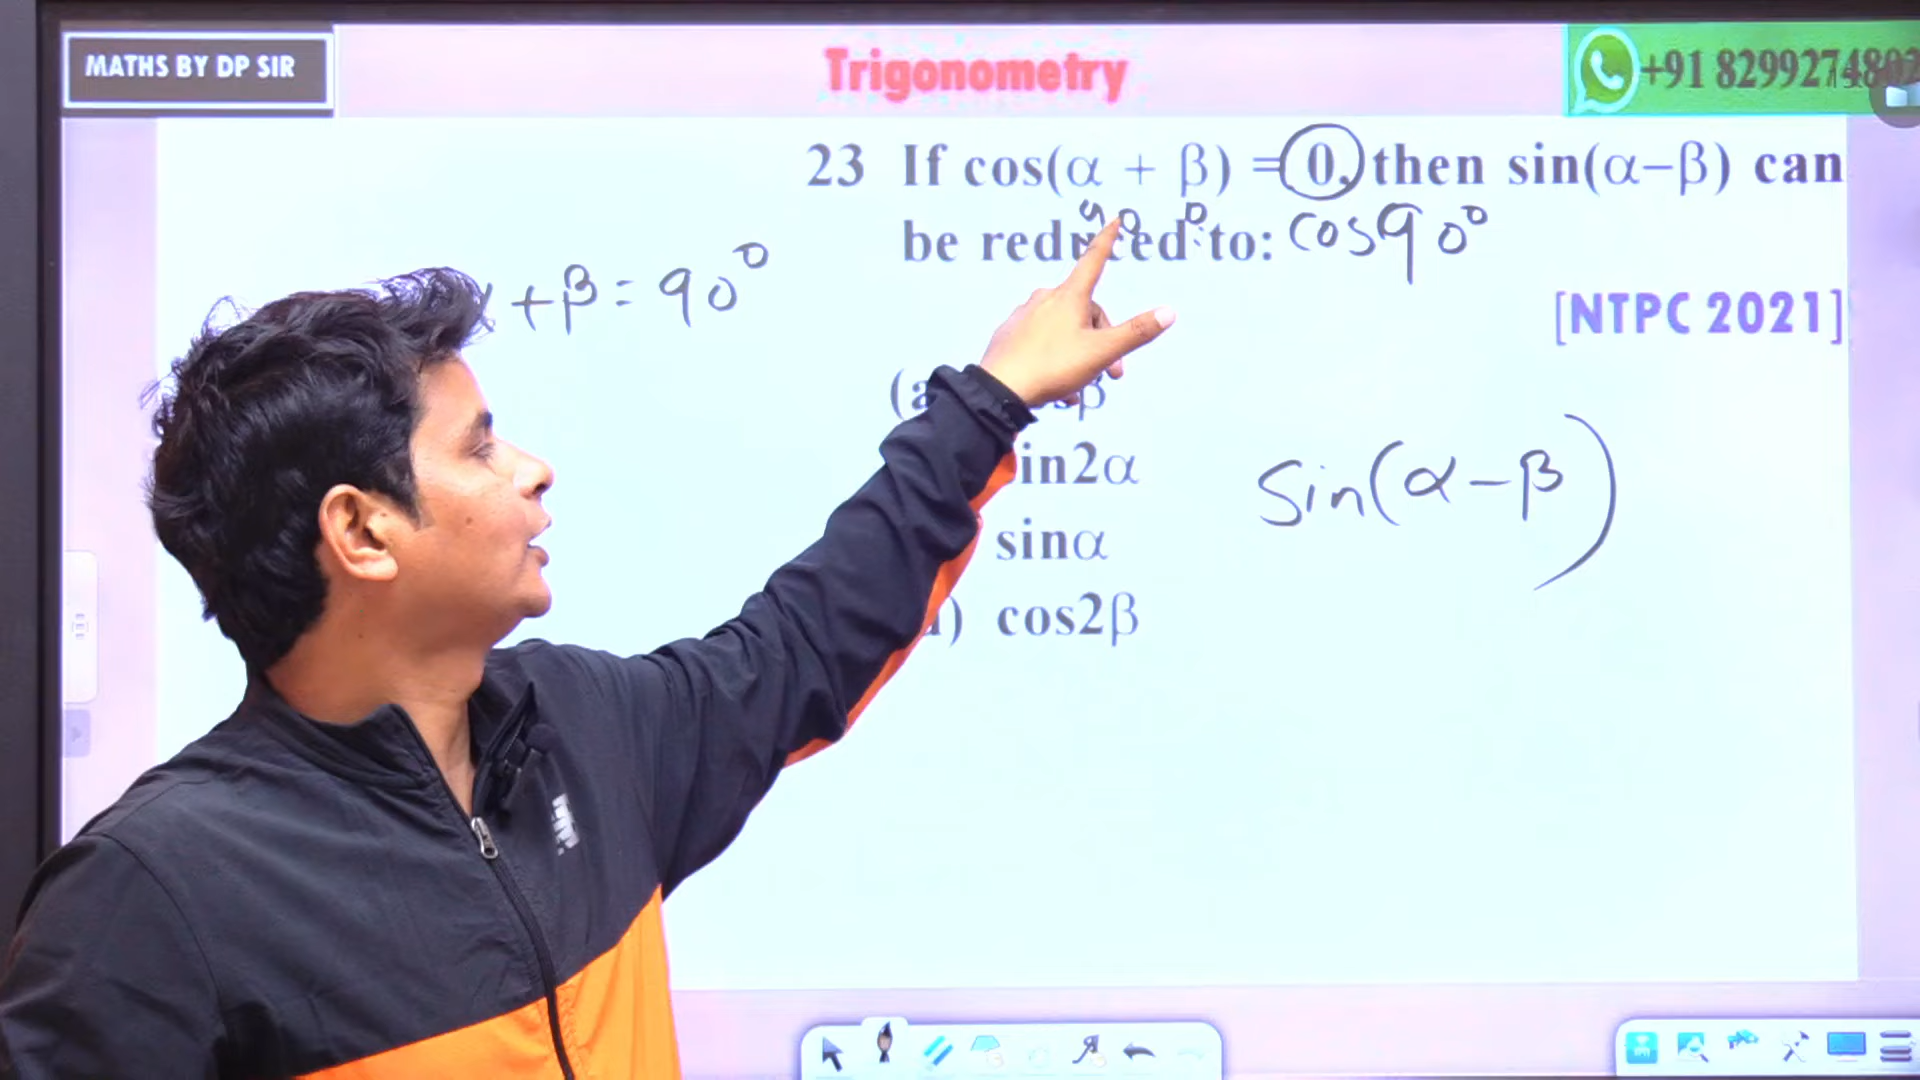 MATHS BY DP SIR
Trigonometry
+91 82992748
23 If cos(α + β) = 0, then sin(α−β) can
be reduced to: cos90°
90°
+β = 90°
[NTPC 2021]
sin(α−β)
sinα
cos2β